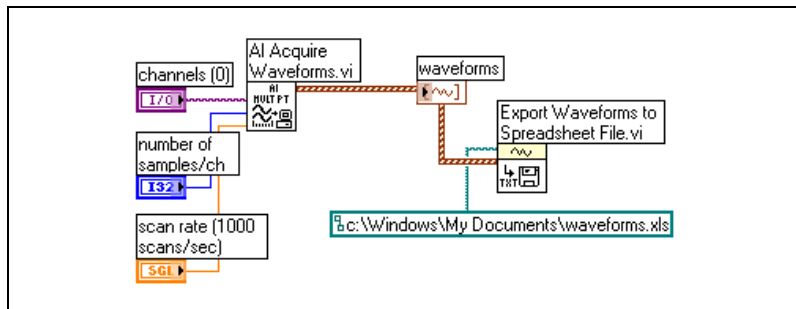 channels (0)
I/O
number of
samples/ch
I32
scan rate (1000
scans/sec)
SGL
AI Acquire
Waveforms.vi
AI
MULT PT
waveforms
Export Waveforms to
Spreadsheet File.vi
TXT
c:\Windows\My Documents\waveforms.xls